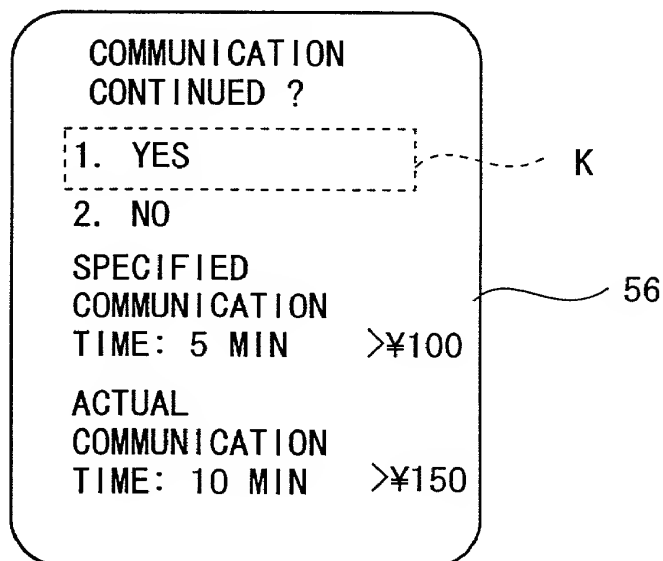 COMMUNICATION
CONTINUED ?
1. YES
K
2. NO
SPECIFIED
COMMUNICATION
56
TIME: 5 MIN >¥100
ACTUAL
COMMUNICATION
TIME: 10 MIN >¥150